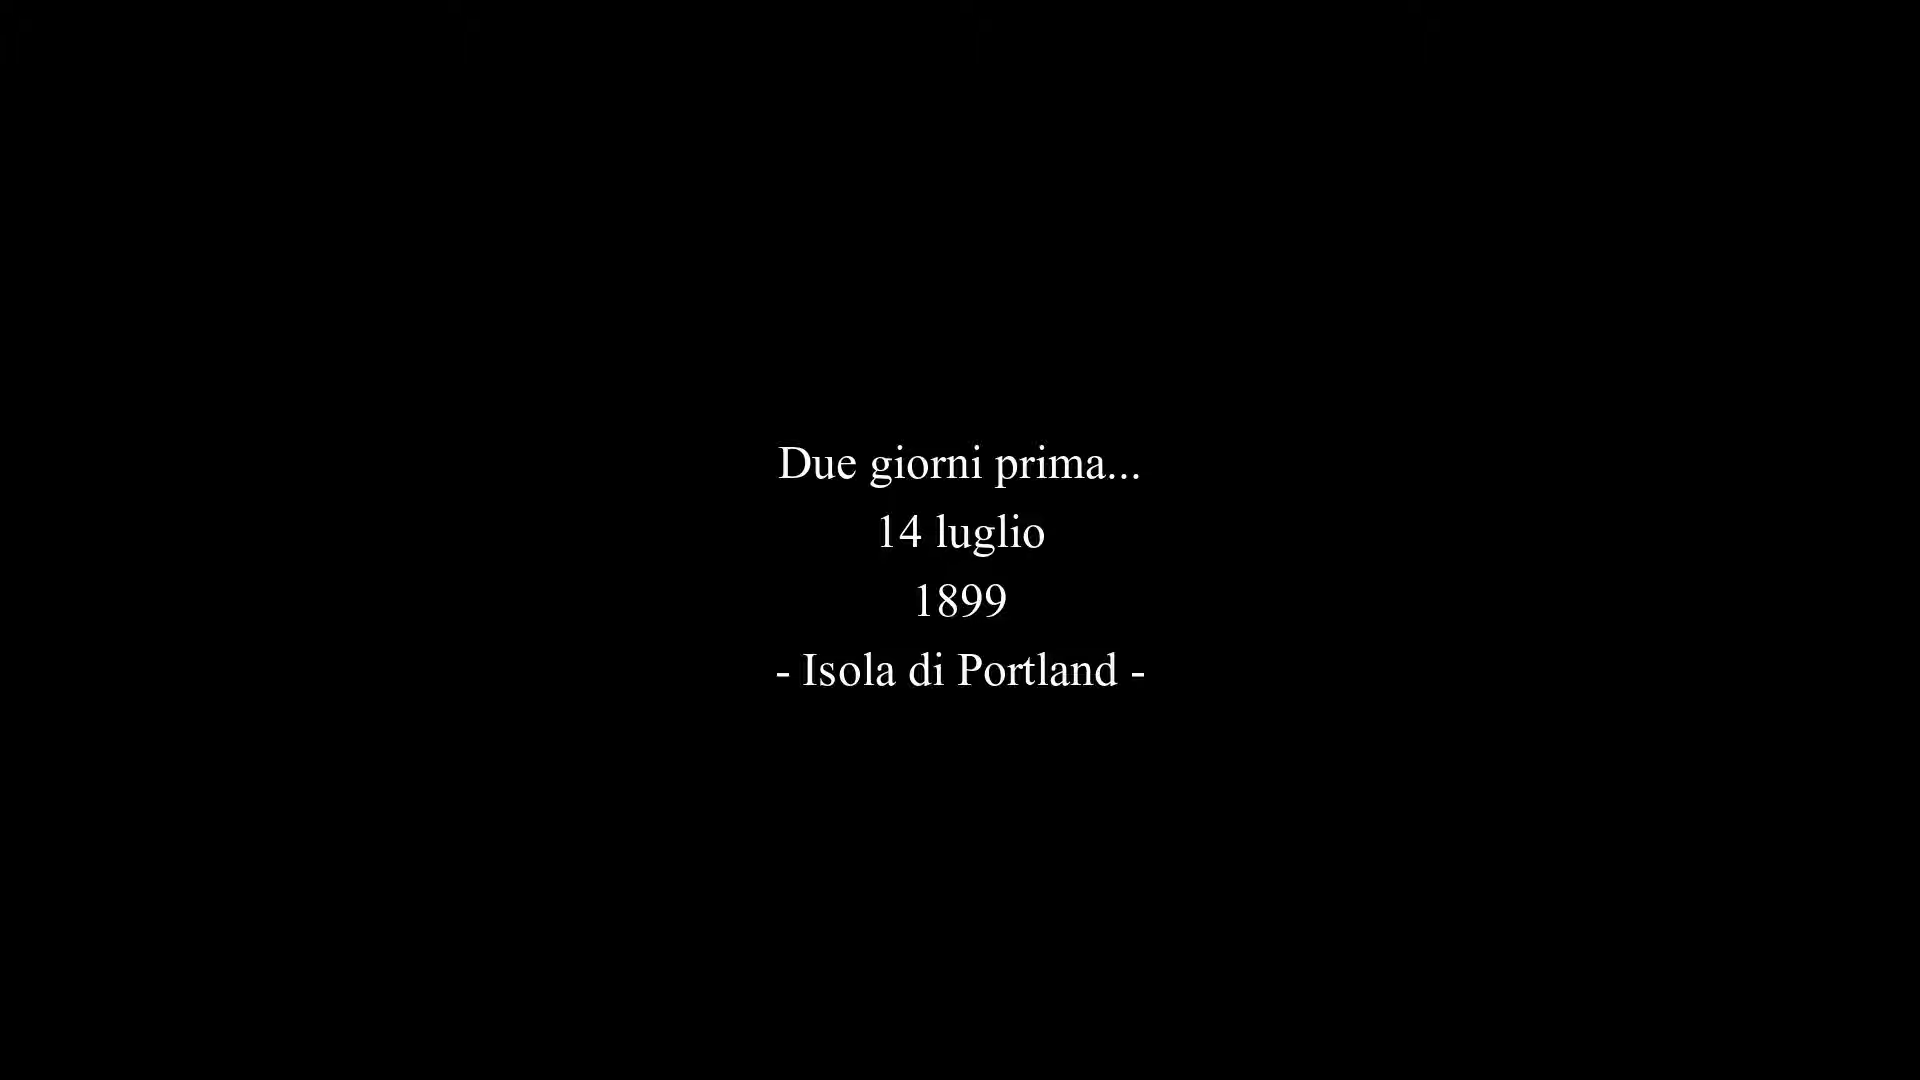 Due giorni prima...
14 luglio
1899
- Isola di Portland -